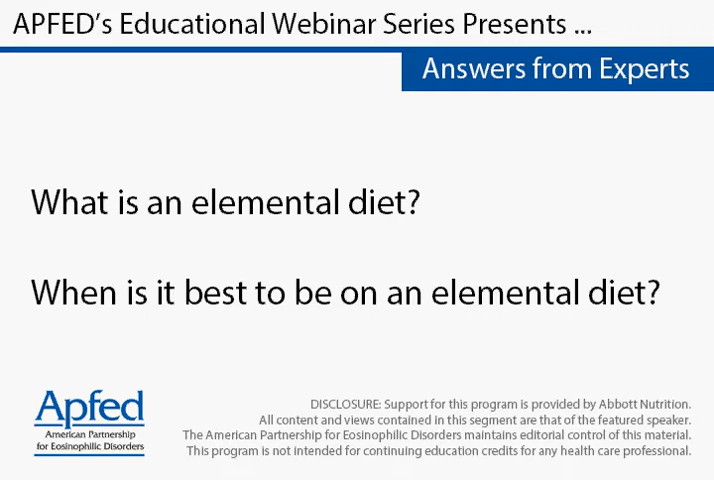 APFED's Educational Webinar Series Presents ...
Answers from Experts
What is an elemental diet?
When is it best to be on an elemental diet?
Apfed
American Partnership
for Eosinophilic Disorders
DISCLOSURE: Support for this program is provided by Abbott Nutrition.
All content and views contained in this segment are that of the featured speaker.
The American Partnership for Eosinophilic Disorders maintains editorial control of this material.
This program is not intended for continuing education credits for any health care professional.